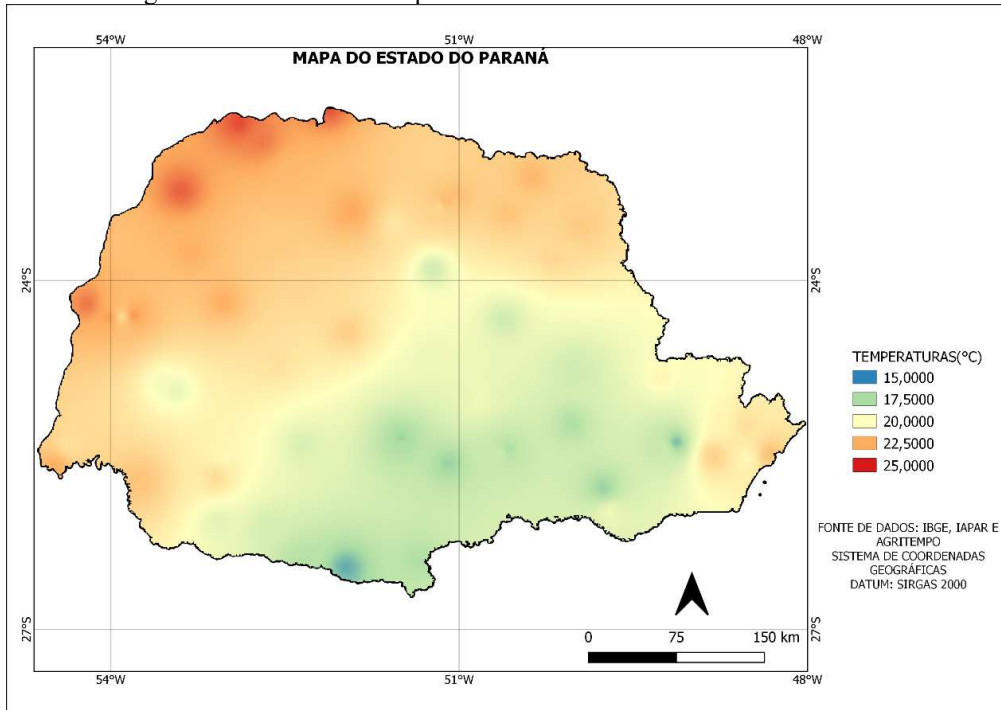 54°W 51°W 48°W
MAPA DO ESTADO DO PARANÁ
24°S 24°S
TEMPERATURAS(°C)
15,0000
17,5000
20,0000
22,5000
25,0000
FONTE DE DADOS: IBGE, IAPAR E
AGRITEMPO
SISTEMA DE COORDENADAS
GEOGRÁFICAS
DATUM: SIRGAS 2000
27°S 27°S
0 75 150 km
54°W 51°W 48°W